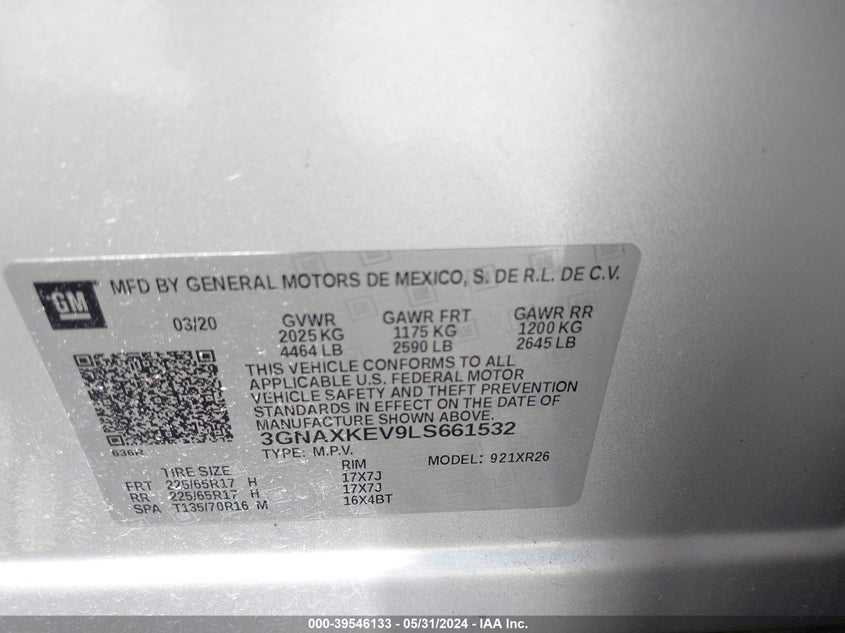 GM
MFD BY GENERAL MOTORS DE MEXICO, S. DE R.L. DE C.V.
03/20 GVWR GAWR FRT GAWR RR
2025 KG 1175 KG 1200 KG
4464 LB 2590 LB 2645 LB
THIS VEHICLE CONFORMS TO ALL
APPLICABLE U.S. FEDERAL MOTOR
VEHICLE SAFETY AND THEFT PREVENTION
STANDARDS IN EFFECT ON THE DATE OF
MANUFACTURE SHOWN ABOVE.
3GNAXKEV9LS661532
636R
TYPE: M.P.V. MODEL: 921XR26
TIRE SIZE RIM
FRT 225/65R17 H 17X7J
RR 225/65R17 H 17X7J
SPA T135/70R16 M 16X4BT
000-39546133 - 05/31/2024 - IAA Inc.